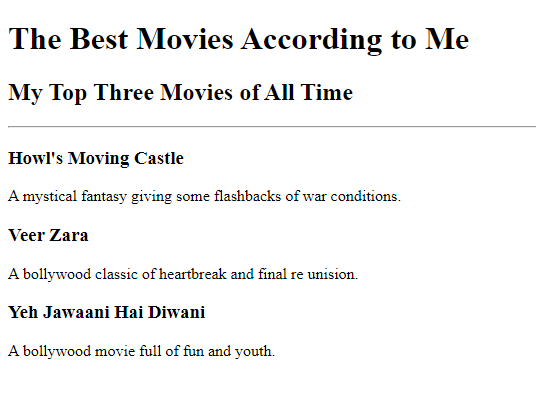 The Best Movies According to Me
My Top Three Movies of All Time
Howl's Moving Castle
A mystical fantasy giving some flashbacks of war conditions.
Veer Zara
A bollywood classic of heartbreak and final re unision.
Yeh Jawaani Hai Diwani
A bollywood movie full of fun and youth.